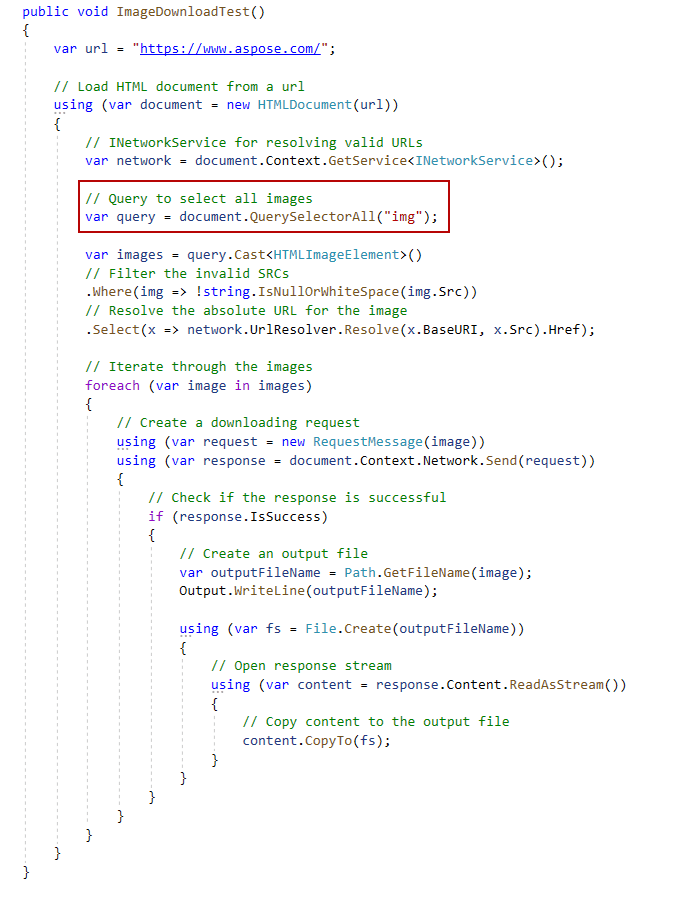 public void ImageDownloadTest()
{
    var url = "https://www.aspose.com/";

    // Load HTML document from a url
    using (var document = new HTMLDocument(url))
    {
        // INetworkService for resolving valid URLs
        var network = document.Context.GetService<INetworkService>();

        // Query to select all images
        var query = document.QuerySelectorAll("img");

        var images = query.Cast<HTMLImageElement>()
        // Filter the invalid SRCs
        .Where(img => !string.IsNullOrWhiteSpace(img.Src))
        // Resolve the absolute URL for the image
        .Select(x => network.UrlResolver.Resolve(x.BaseURI, x.Src).Href);

        // Iterate through the images
        foreach (var image in images)
        {
            // Create a downloading request
            using (var request = new RequestMessage(image))
            using (var response = document.Context.Network.Send(request))
            {
                // Check if the response is successful
                if (response.IsSuccess)
                {
                    // Create an output file
                    var outputFileName = Path.GetFileName(image);
                    Output.WriteLine(outputFileName);

                    using (var fs = File.Create(outputFileName))
                    {
                        // Open response stream
                        using (var content = response.Content.ReadAsStream())
                        {
                            // Copy content to the output file
                            content.CopyTo(fs);
                        }
                    }
                }
            }
        }
    }
}